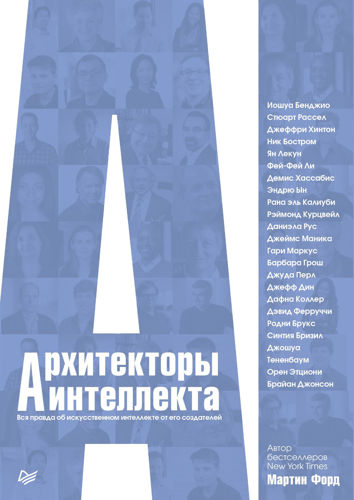 Иошуа Бенджио
Стюарт Рассел
Джеффри Хинтон
Ник Бостром
Ян Лекун
Фей-Фей Ли
Демис Хассабис
Эндрю Ын
Рана эль Калиуби
Рэймонд Курцвейл
Даниэла Рус
Джеймс Маника
Гари Маркус
Барбара Грош
Джуда Перл
Джефф Дин
Дафна Коллер
Дэвид Ферруччи
Родни Брукс
Синтия Бризил
Джошуа
Тененбаум
Орен Этциони
Брайан Джонсон
Архитекторы
интеллекта
Вся правда об искусственном интеллекте от его создателей
Автор
бестселлеров
New York Times
Мартин Форд